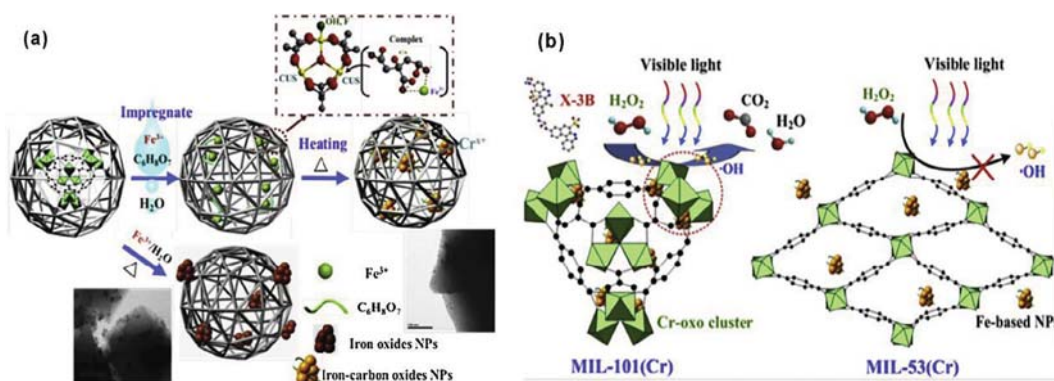 (a)
OH, F
Complex
CUS
CUS
Fe³⁺
Impregnate
Fe³⁺
C₆H₈O₇
H₂O
Heating
△
Crˣ⁺
Fe³⁺/H₂O
△
Fe³⁺
C₆H₈O₇
Iron oxides NPs
Iron-carbon oxides NPs
(b)
Visible light
X-3B
H₂O₂
CO₂
H₂O
·OH
Cr-oxo cluster
MIL-101(Cr)
Visible light
H₂O₂
·OH
Fe-based NP
MIL-53(Cr)